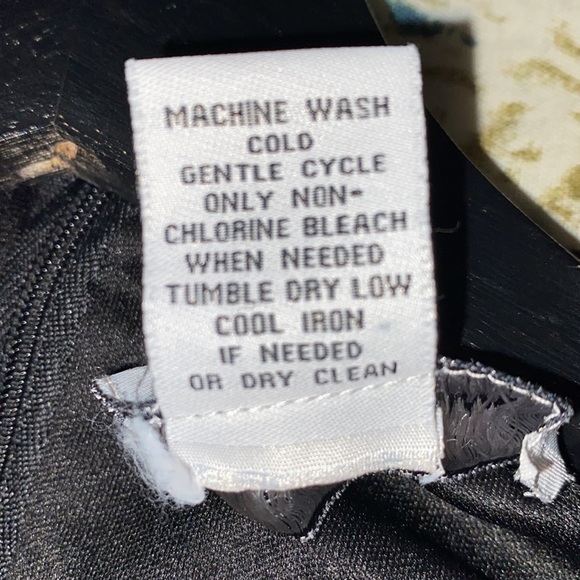 MACHINE WASH
COLD
GENTLE CYCLE
ONLY NON-
CHLORINE BLEACH
WHEN NEEDED
TUMBLE DRY LOW
COOL IRON
IF NEEDED
OR DRY CLEAN